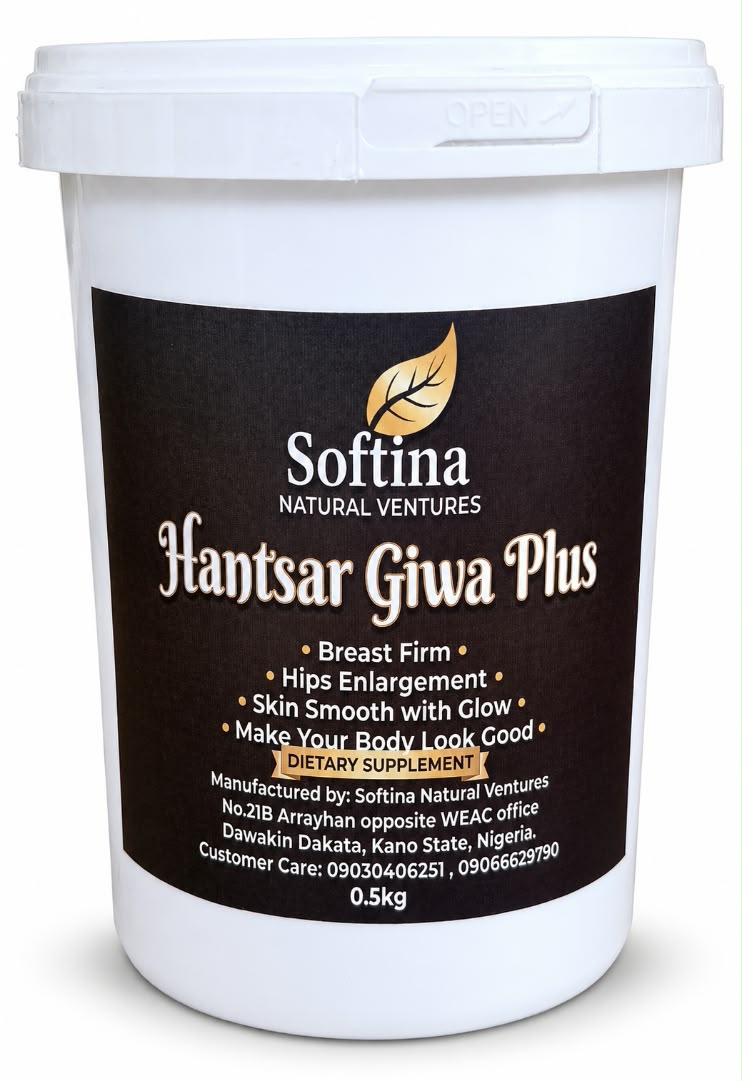 OPEN
Softina
NATURAL VENTURES
Hantsar Giwa Plus
• Breast Firm •
• Hips Enlargement •
• Skin Smooth with Glow •
• Make Your Body Look Good •
DIETARY SUPPLEMENT
Manufactured by: Softina Natural Ventures
No.21B Arrayhan opposite WEAC office
Dawakin Dakata, Kano State, Nigeria.
Customer Care: 09030406251 , 09066629790
0.5kg